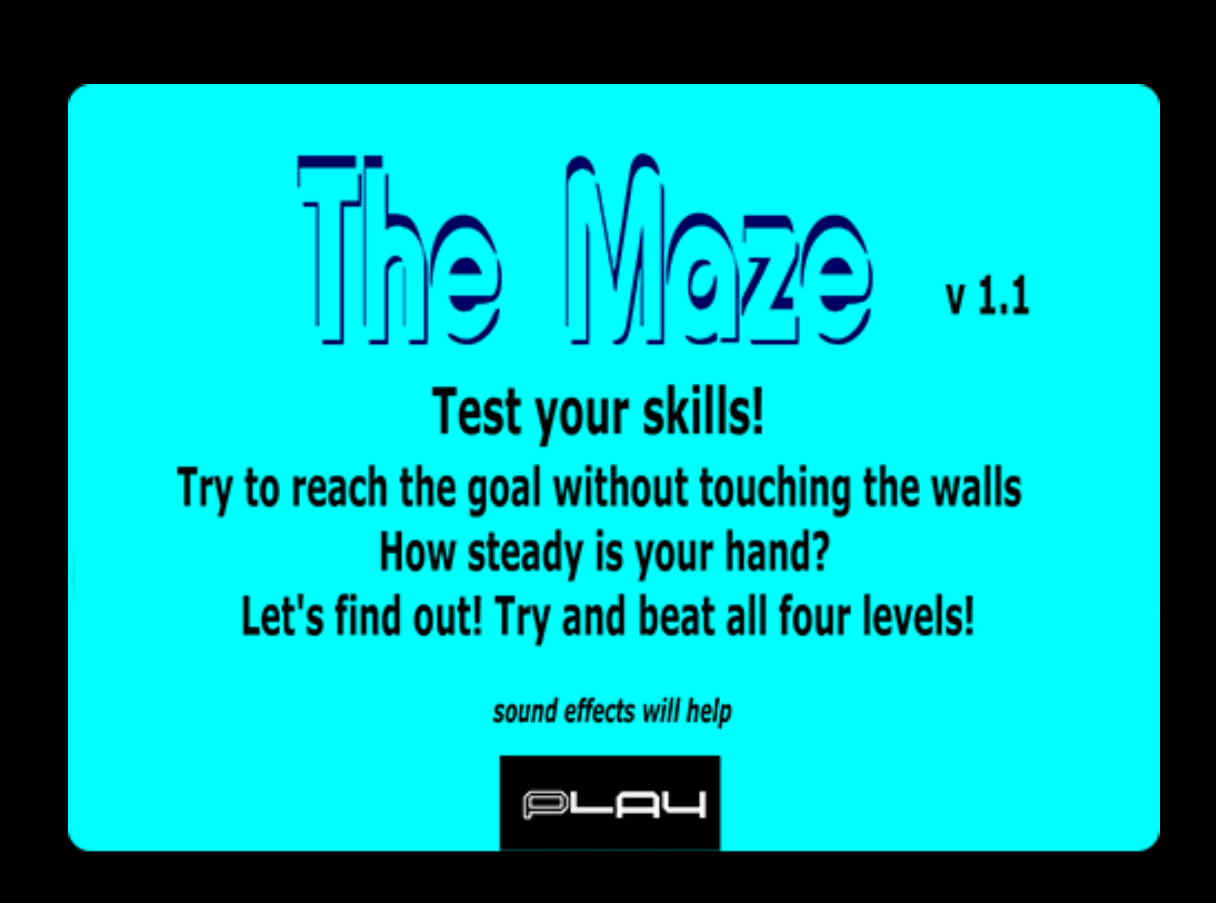 The Maze
v 1.1
Test your skills!
Try to reach the goal without touching the walls
How steady is your hand?
Let's find out! Try and beat all four levels!
sound effects will help
PLAY